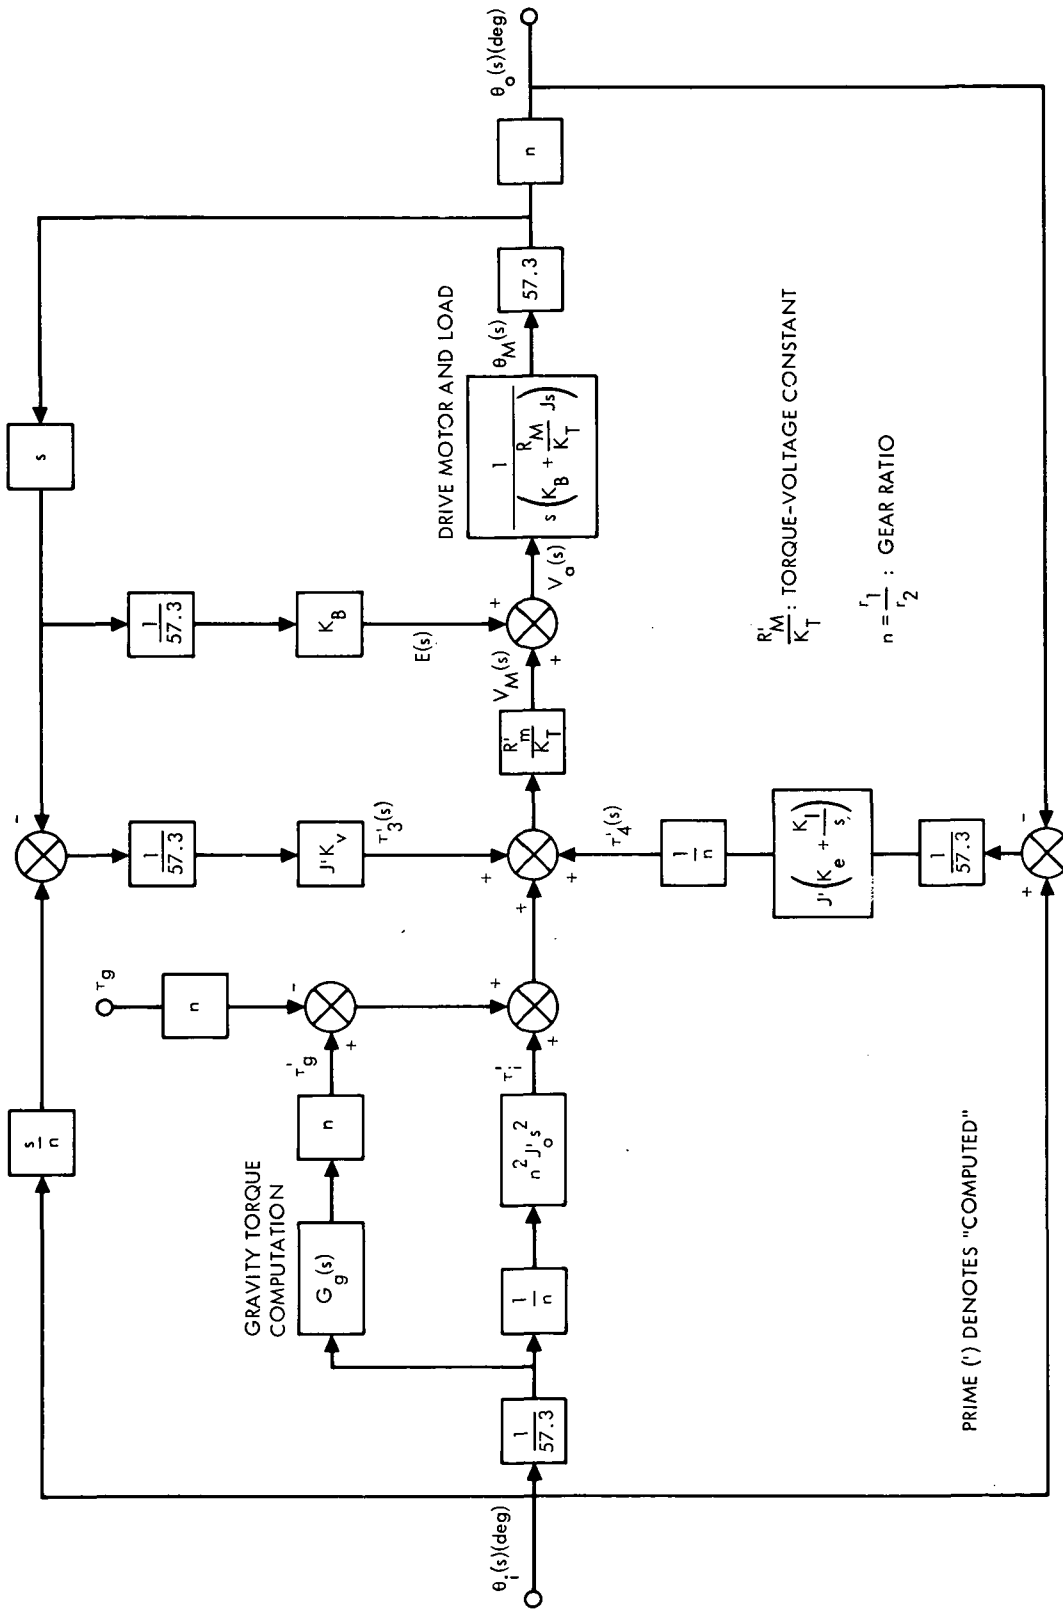 θi(s)(deg)
1
57.3
s
n
GRAVITY TORQUE
COMPUTATION
Gg(s)
n
τ'g
+
-
n
τg
1
n
n²J'o s²
τ'i
+
+
-
1
57.3
J'Kv
τ'3(s)
+
+
+
τ'4(s)
1
n
J'(Ke + KI/s)
1
57.3
+
-
R'm
KT
VM(s)
+
+
E(s)
KB
1
57.3
s
Va(s)
DRIVE MOTOR AND LOAD
1
s(KB + RM/KT Js)
θM(s)
57.3
n
θo(s)(deg)
R'M/KT : TORQUE-VOLTAGE CONSTANT
n = r1/r2 : GEAR RATIO
PRIME (') DENOTES "COMPUTED"